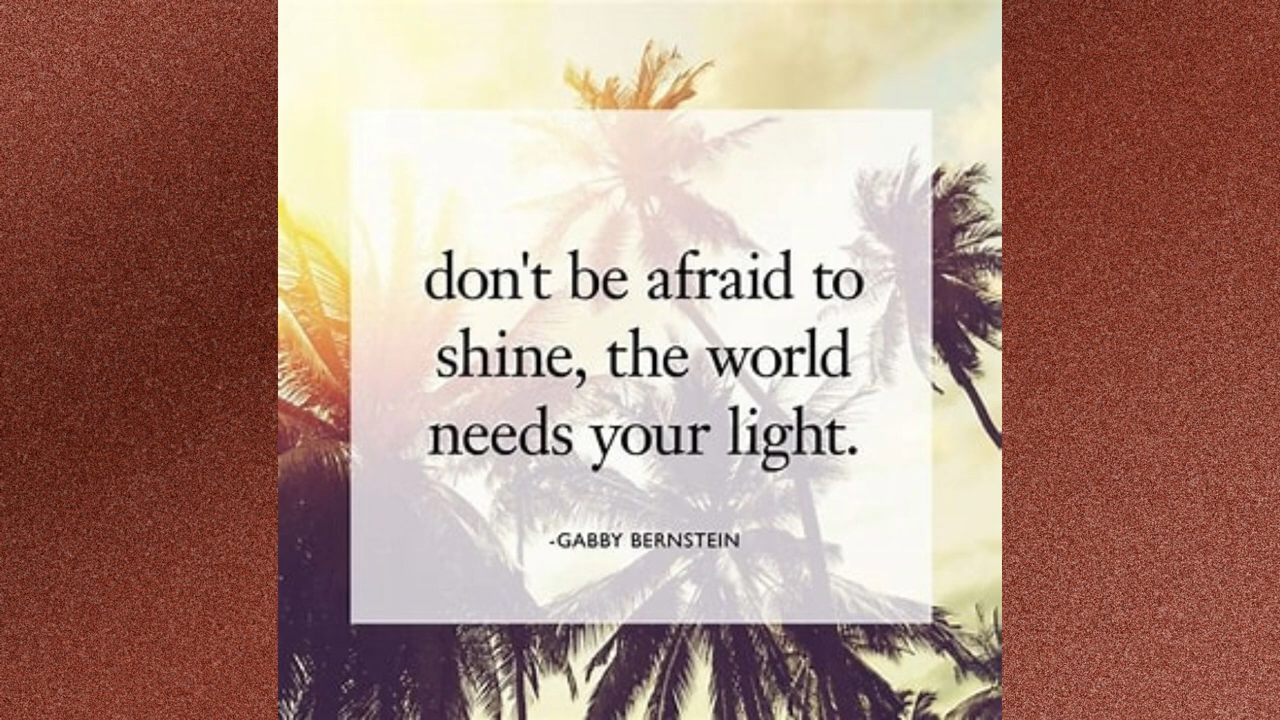 don't be afraid to
shine, the world
needs your light.
-GABBY BERNSTEIN